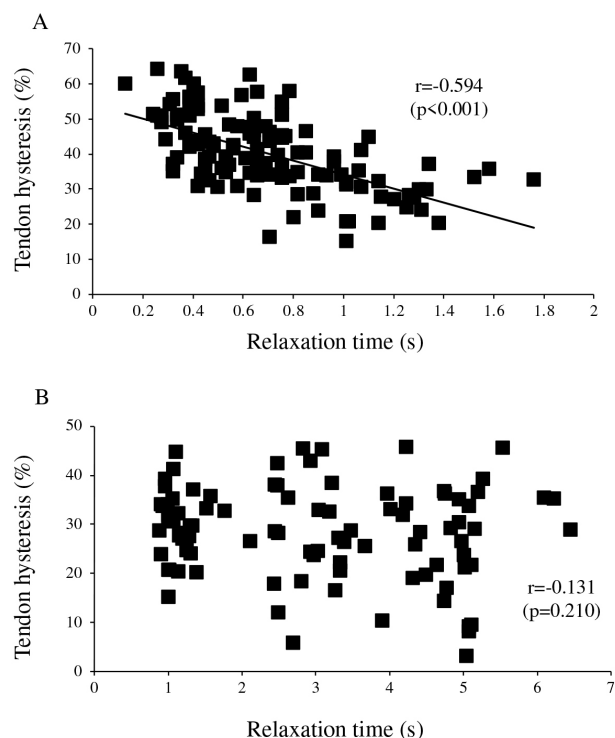 A
70
60
50
40
30
20
10
0
Tendon hysteresis (%)
r=-0.594
(p<0.001)
0 0.2 0.4 0.6 0.8 1 1.2 1.4 1.6 1.8 2
Relaxation time (s)
B
50
40
30
20
10
0
Tendon hysteresis (%)
r=-0.131
(p=0.210)
0 1 2 3 4 5 6 7
Relaxation time (s)